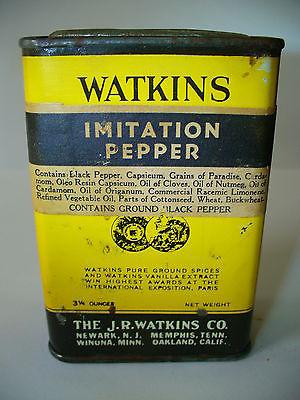 WATKINS
IMITATION
PEPPER
Contains Black Pepper, Capsicum, Grains of Paradise, Carda-
mom, Oleo Resin Capsicum, Oil of Cloves, Oil of Nutmeg, Oil of
Cardamom, Oil of Origanum, Commercial Racemic Limonene,
Refined Vegetable Oil, Parts of Cottonseed, Wheat, Buckwheat.
CONTAINS GROUND BLACK PEPPER
WATKINS PURE GROUND SPICES
AND WATKINS VANILLA EXTRACT
WIN HIGHEST AWARDS AT THE
INTERNATIONAL EXPOSITION, PARIS
OUNCES NET WEIGHT
THE J.R.WATKINS CO.
NEWARK, N.J. MEMPHIS, TENN.
WINONA, MINN. OAKLAND, CALIF.